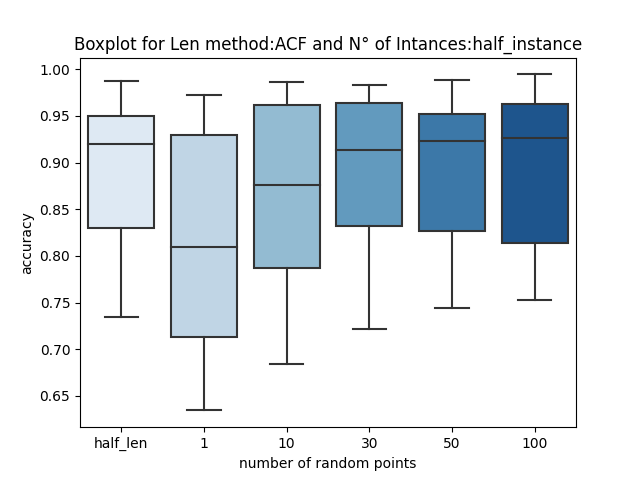 Boxplot for Len method:ACF and N° of Intances:half_instance
1.00
0.95
0.90
0.85
0.80
0.75
0.70
0.65
accuracy
half_len 1 10 30 50 100
number of random points